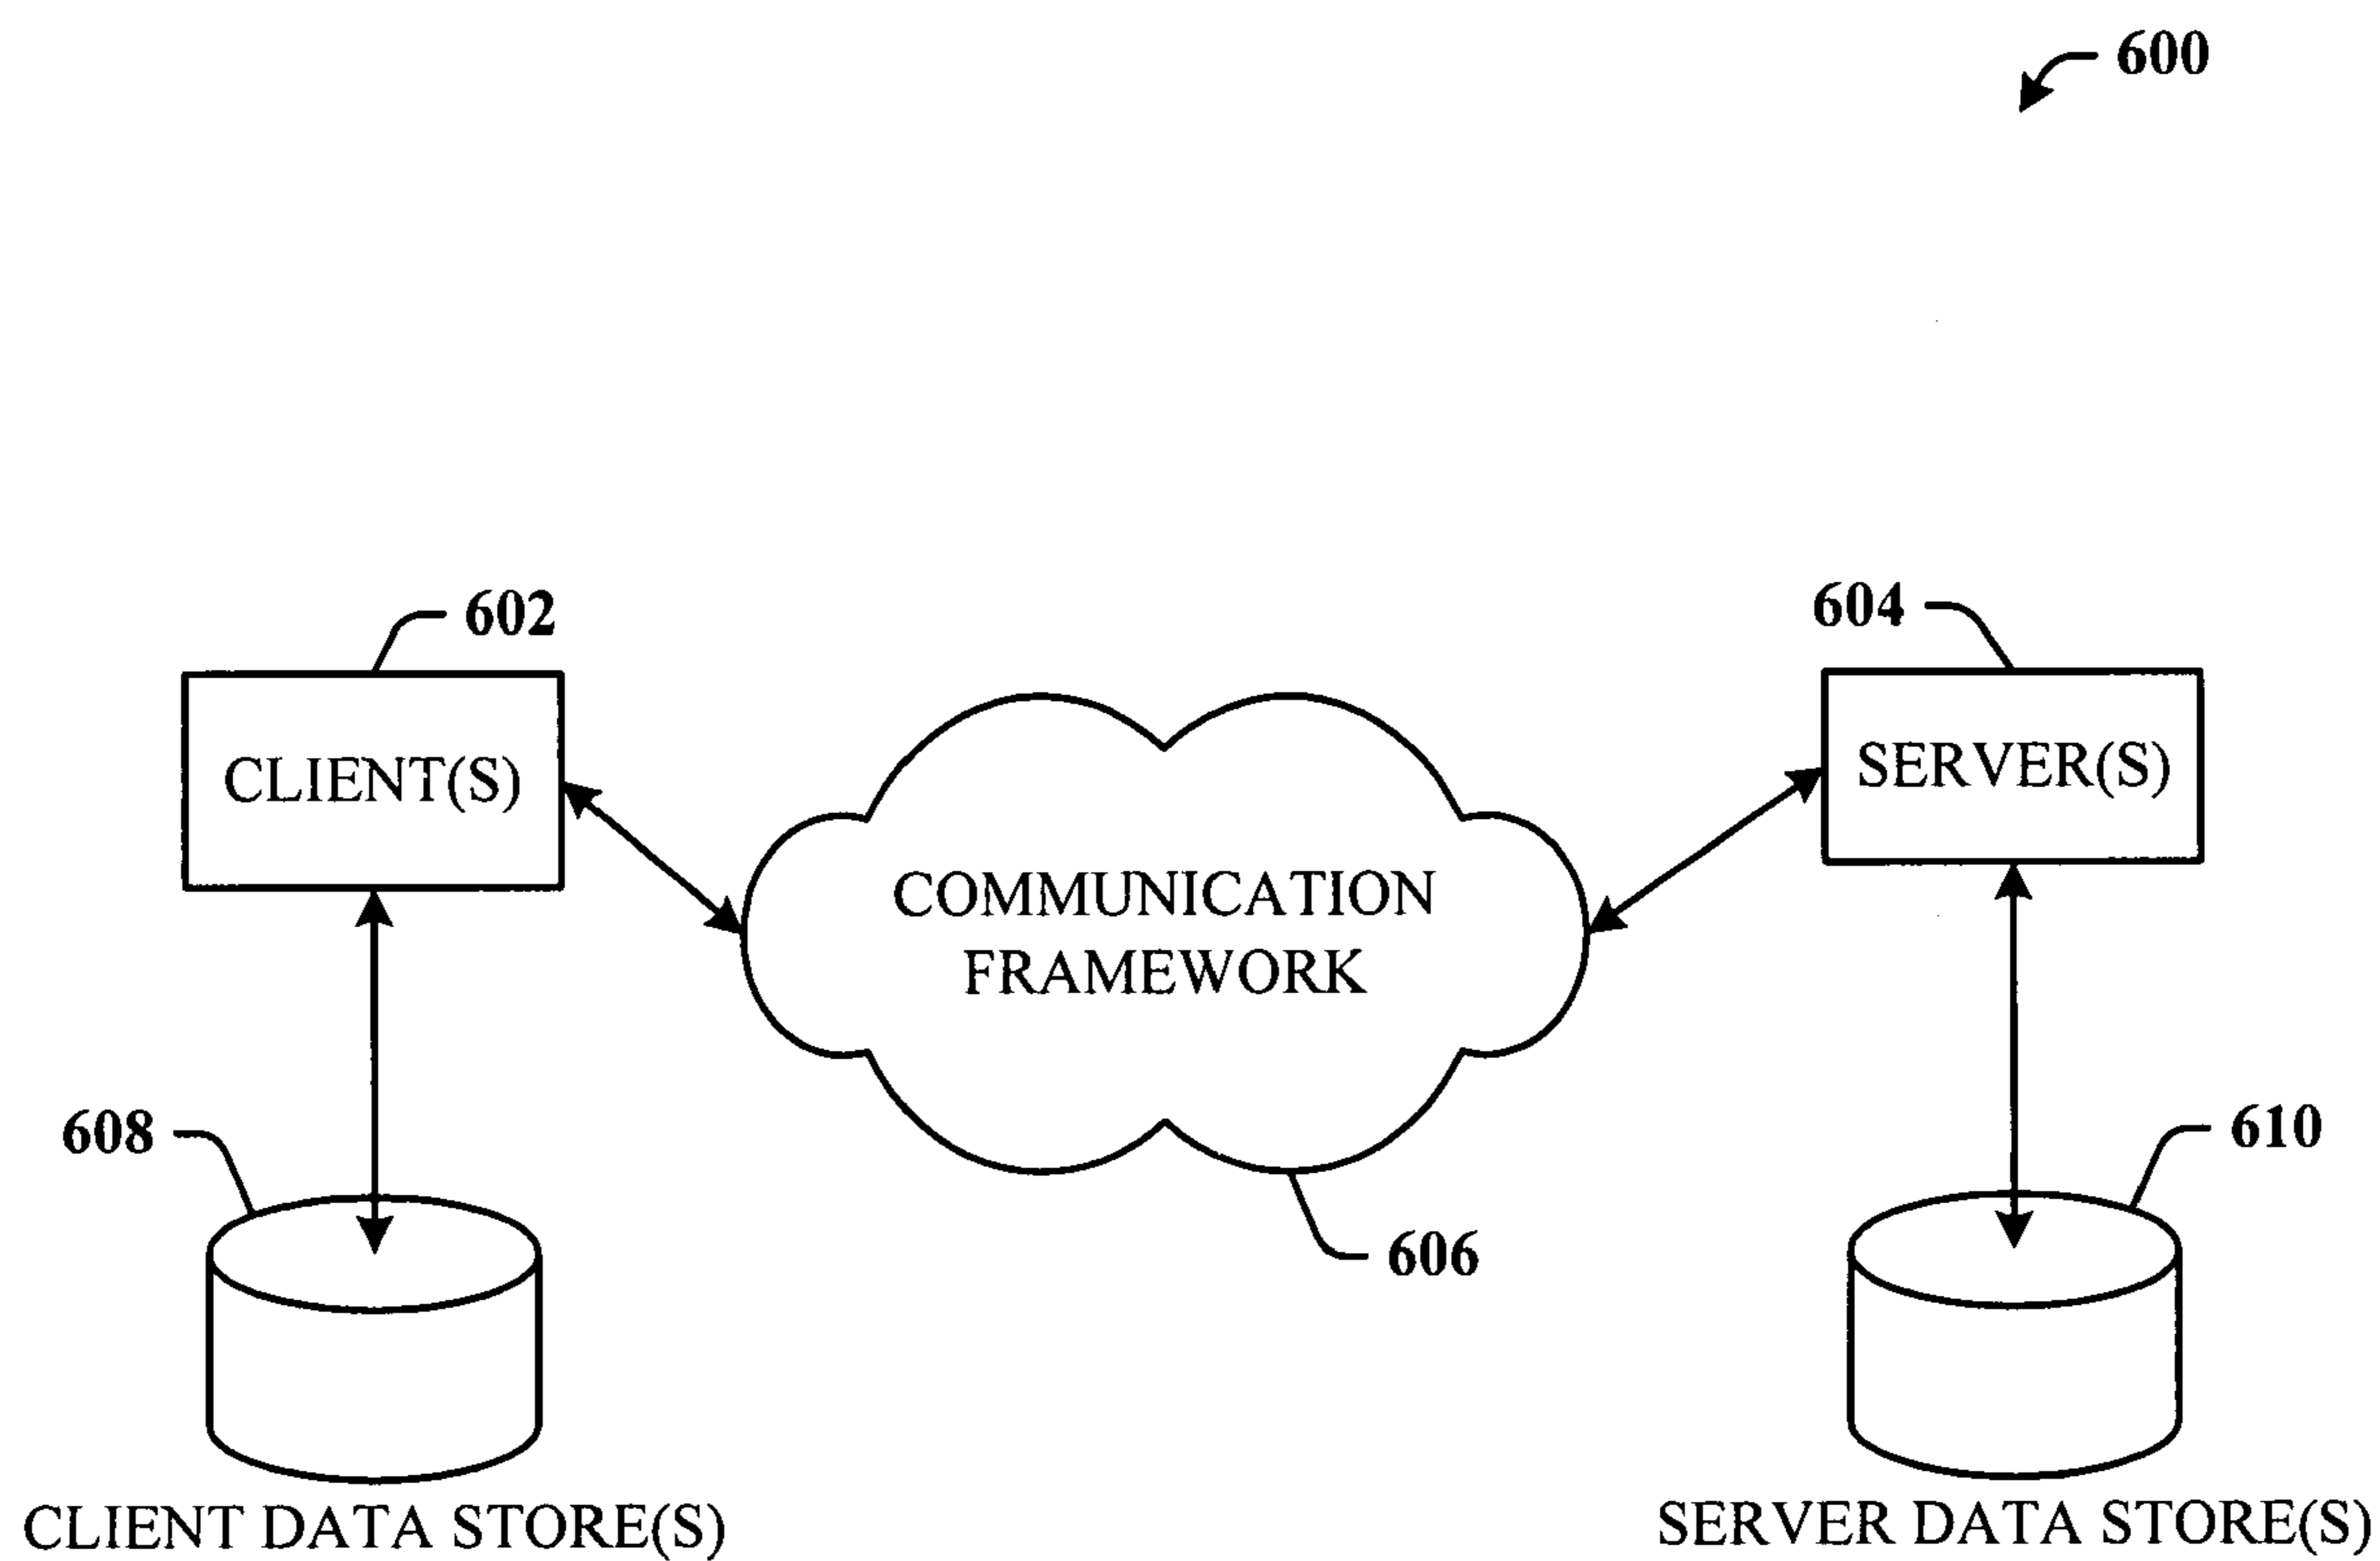 600
602
604
CLIENT(S)
SERVER(S)
COMMUNICATION
FRAMEWORK
608
610
606
CLIENT DATA STORE(S)
SERVER DATA STORE(S)